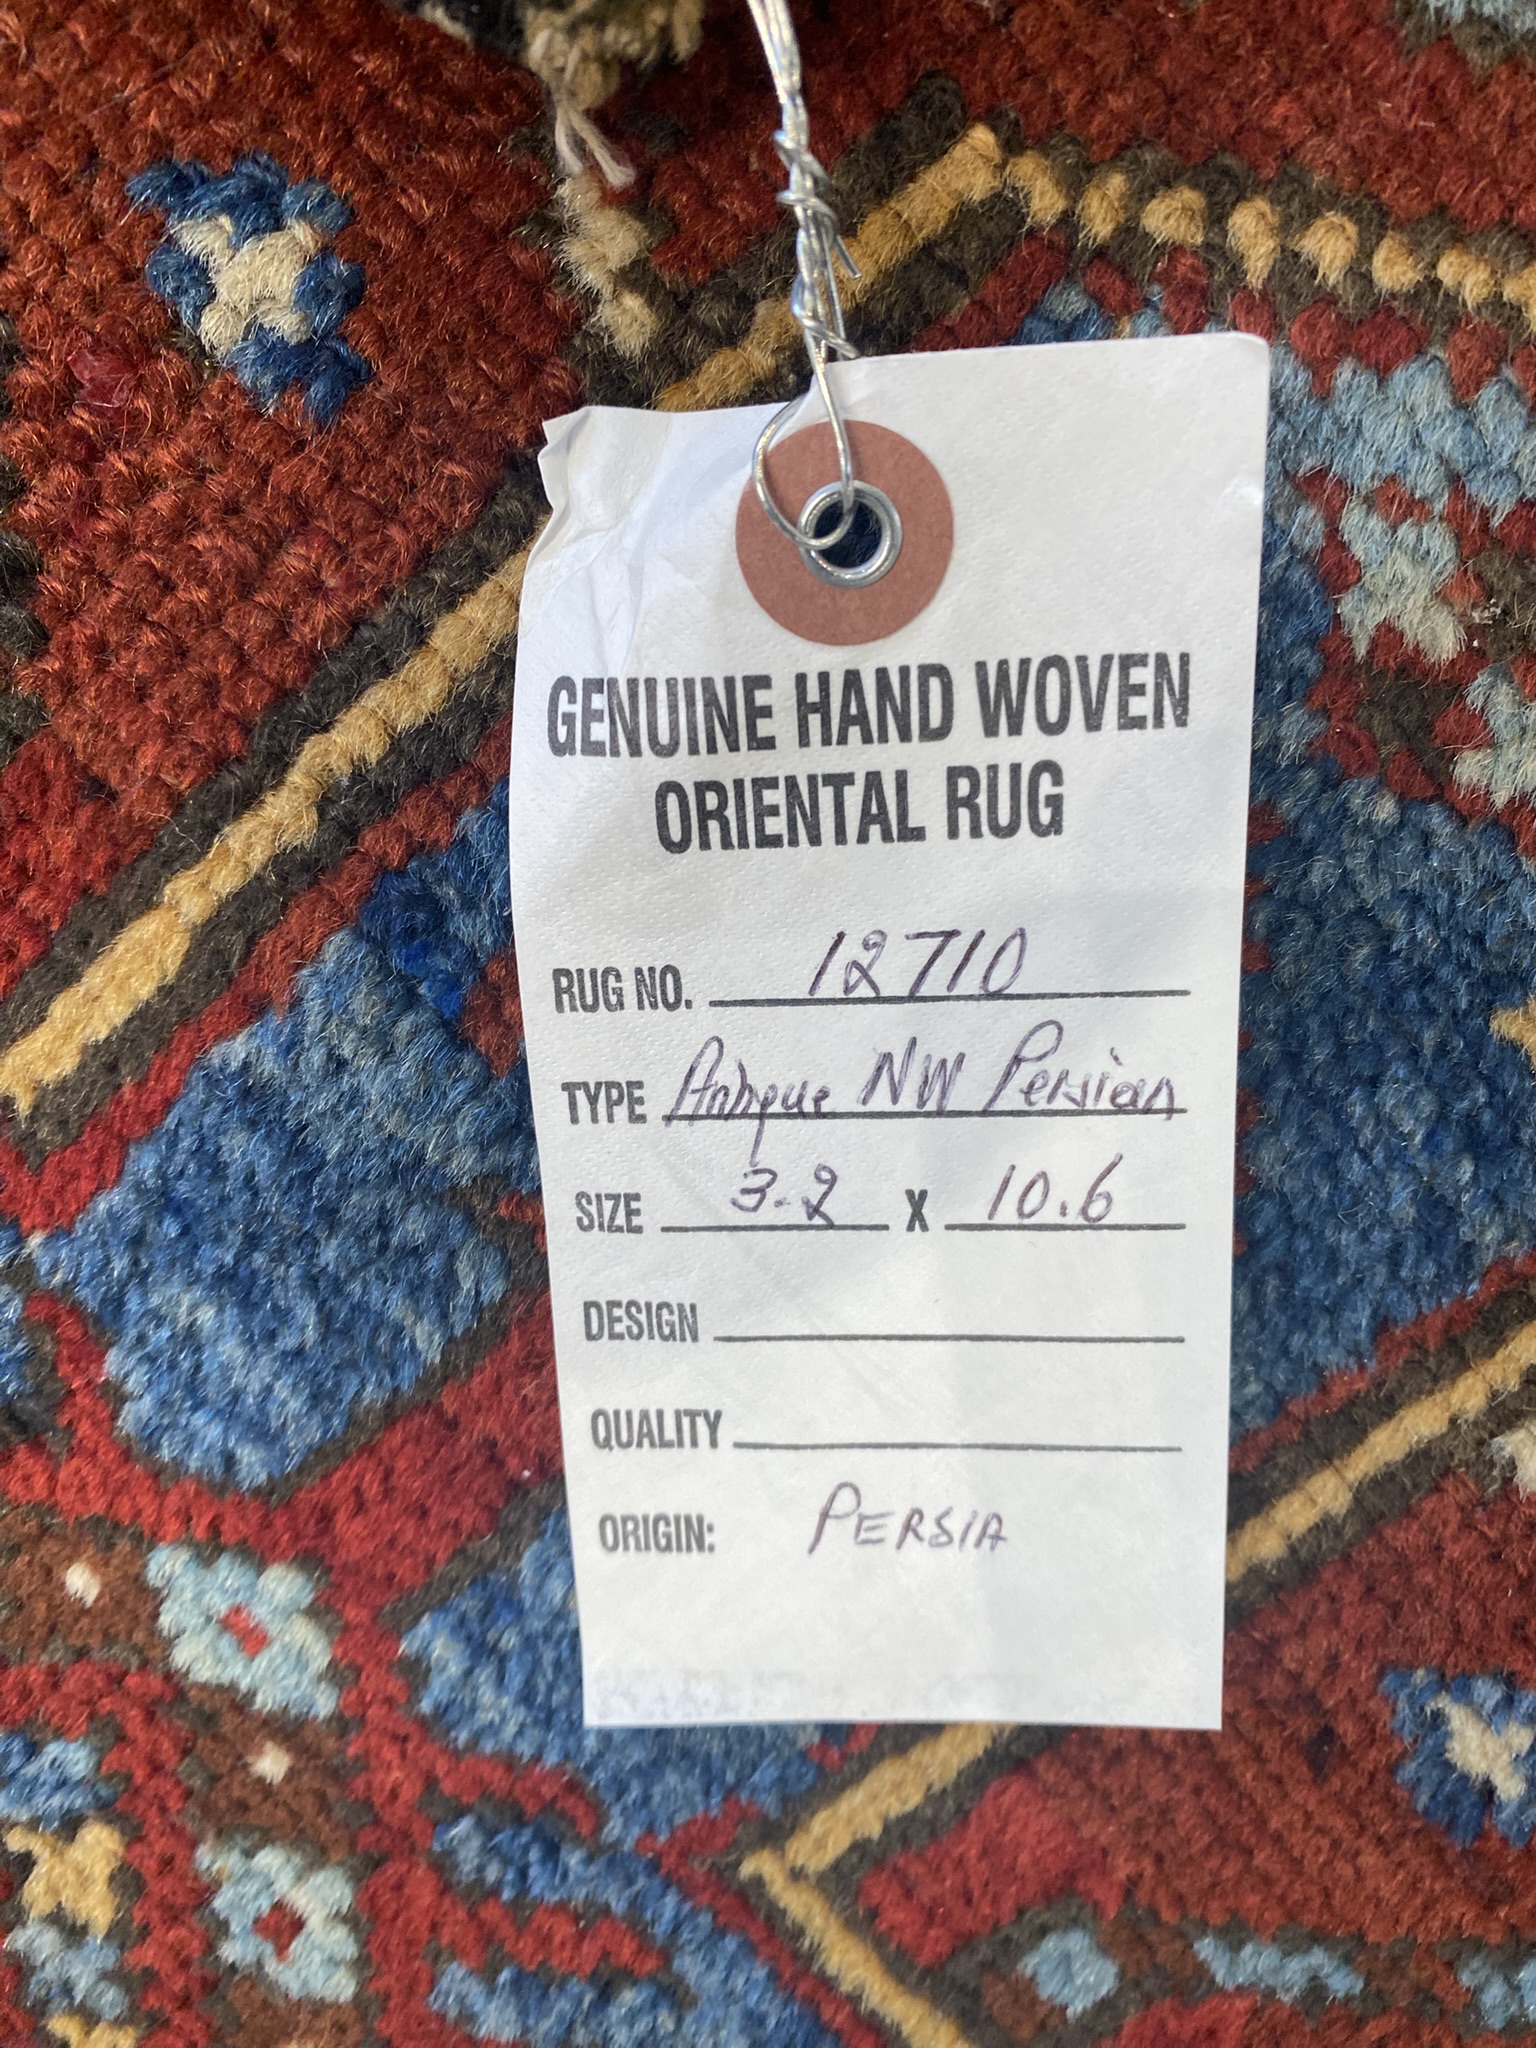 GENUINE HAND WOVEN
ORIENTAL RUG
RUG NO. 12710
TYPE Antique NW Persian
SIZE 3.2 X 10.6
DESIGN
QUALITY
ORIGIN: PERSIA